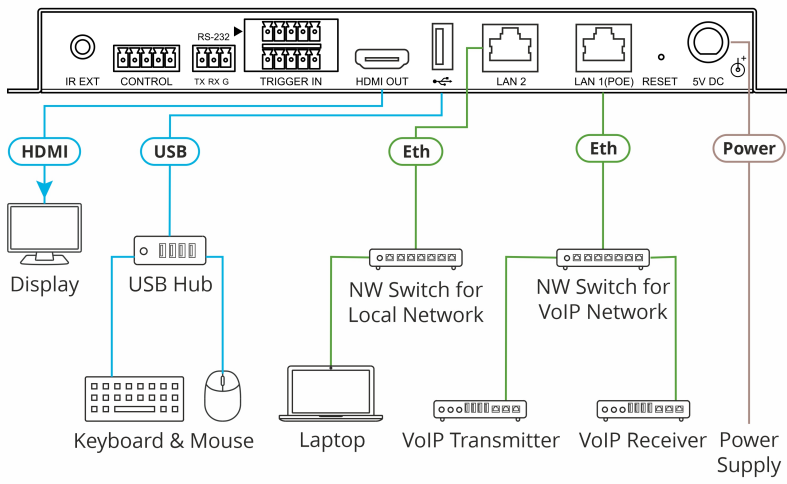 RS-232
IR EXT
CONTROL
TX RX G
TRIGGER IN
HDMI OUT
LAN 2
LAN 1(POE)
RESET
5V DC
+
HDMI
USB
Eth
Eth
Power
Display
USB Hub
NW Switch for
Local Network
NW Switch for
VoIP Network
Keyboard & Mouse
Laptop
VoIP Transmitter
VoIP Receiver
Power
Supply